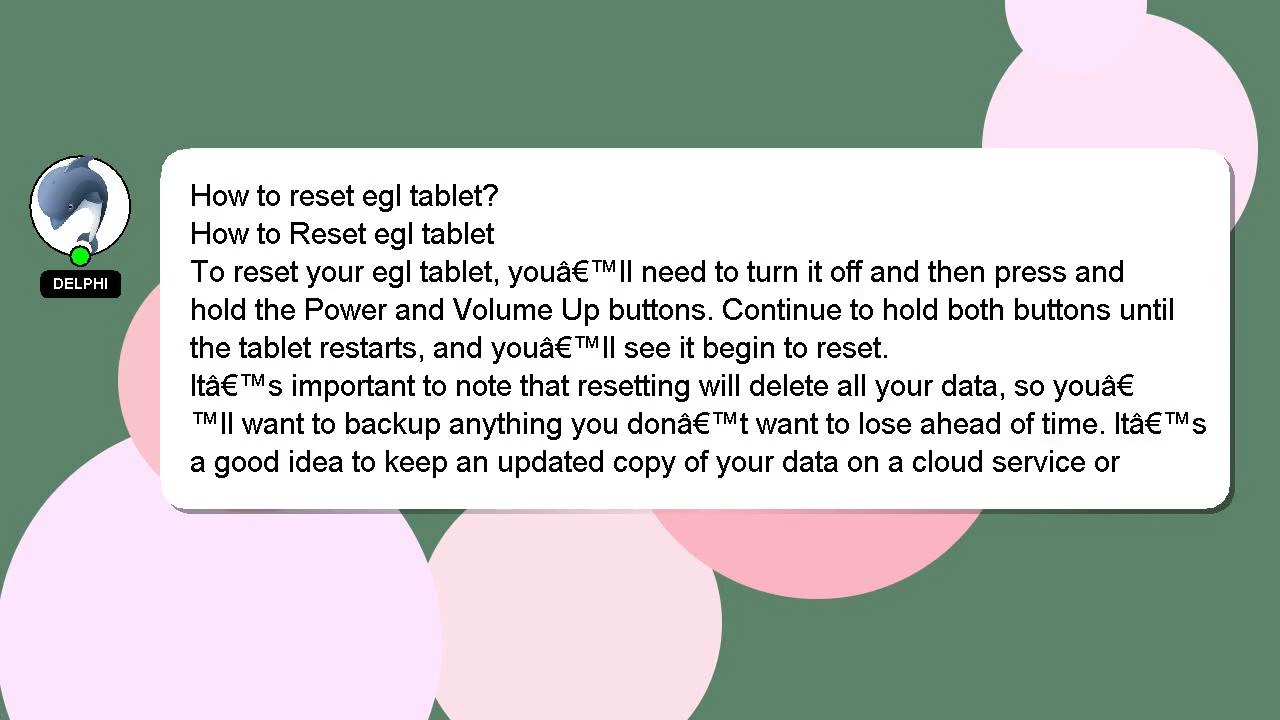 How to reset egl tablet?
How to Reset egl tablet
To reset your egl tablet, youâ€™ll need to turn it off and then press and
hold the Power and Volume Up buttons. Continue to hold both buttons until
the tablet restarts, and youâ€™ll see it begin to reset.
Itâ€™s important to note that resetting will delete all your data, so youâ€
™ll want to backup anything you donâ€™t want to lose ahead of time. Itâ€™s
a good idea to keep an updated copy of your data on a cloud service or
DELPHI